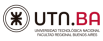 UTN.BA
UNIVERSIDAD TECNOLÓGICA NACIONAL
FACULTAD REGIONAL BUENOS AIRES